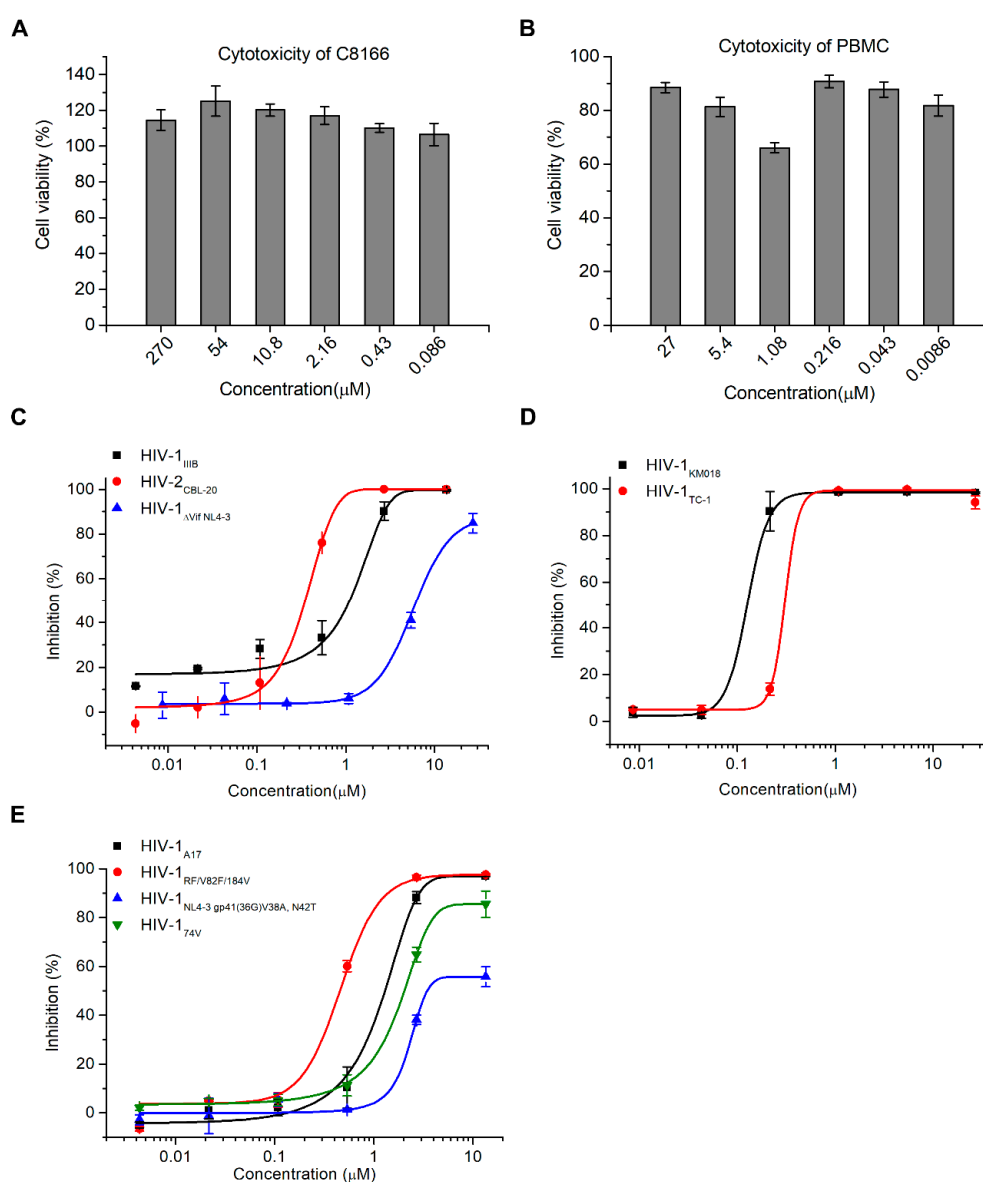 A
Cytotoxicity of C8166
140
120
100
80
60
40
20
0
Cell viability (%)
270 54 10.8 2.16 0.43 0.086
Concentration(μM)
B
Cytotoxicity of PBMC
100
80
60
40
20
0
Cell viability (%)
27 5.4 1.08 0.216 0.043 0.0086
Concentration(μM)
C
HIV-1IIIB
HIV-2CBL-20
HIV-1ΔVif NL4-3
100
80
60
40
20
0
Inhibition (%)
0.01 0.1 1 10
Concentration(μM)
D
HIV-1KM018
HIV-1TC-1
100
80
60
40
20
0
Inhibition (%)
0.01 0.1 1 10
Concentration(μM)
E
HIV-1A17
HIV-1RF/V82F/184V
HIV-1NL4-3 gp41(36G)V38A, N42T
HIV-174V
100
80
60
40
20
0
Inhibition (%)
0.01 0.1 1 10
Concentration (μM)